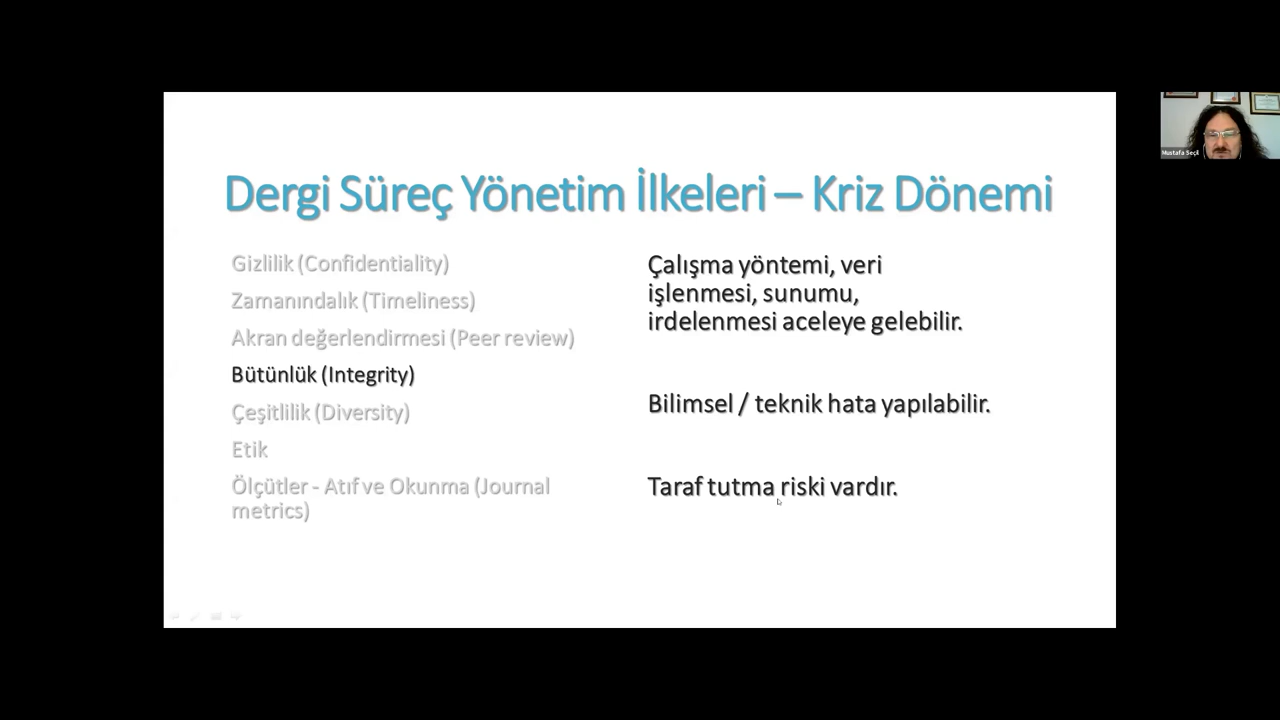 Dergi Süreç Yönetim İlkeleri – Kriz Dönemi
Gizlilik (Confidentiality)
Zamanındalık (Timeliness)
Akran değerlendirmesi (Peer review)
Bütünlük (Integrity)
Çeşitlilik (Diversity)
Etik
Ölçütler - Atıf ve Okunma (Journal
metrics)
Çalışma yöntemi, veri
işlenmesi, sunumu,
irdelenmesi aceleye gelebilir.
Bilimsel / teknik hata yapılabilir.
Taraf tutma riski vardır.
Mustafa Seçil